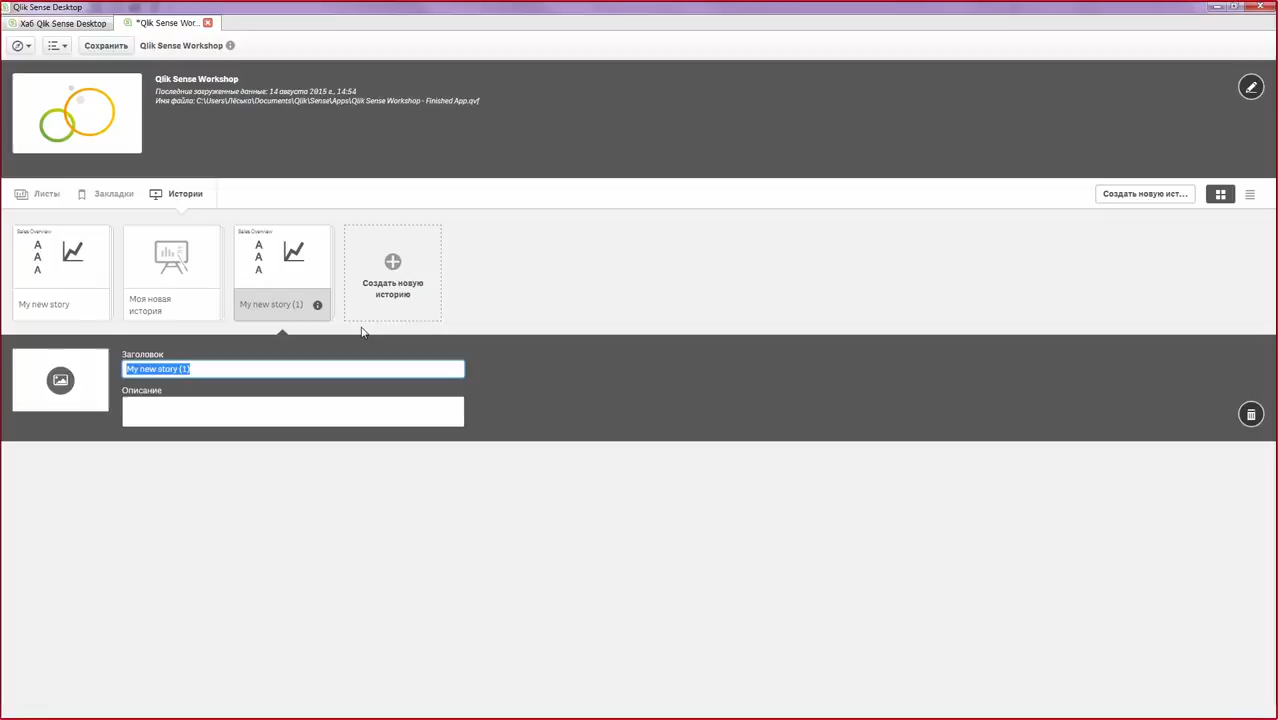 Qlik Sense Desktop
Хаб Qlik Sense Desktop
*Qlik Sense Wor...
Сохранить
Qlik Sense Workshop
Qlik Sense Workshop
Последние загруженные данные: 14 августа 2015 г., 14:54
Имя файла: C:\Users\Лёська\Documents\Qlik\Sense\Apps\Qlik Sense Workshop - Finished App.qvf
Листы
Закладки
Истории
Создать новую ист...
Sales Overview
A
A
A
My new story
Моя новая
история
Sales Overview
A
A
A
My new story (1)
Создать новую
историю
Заголовок
My new story (1)
Описание